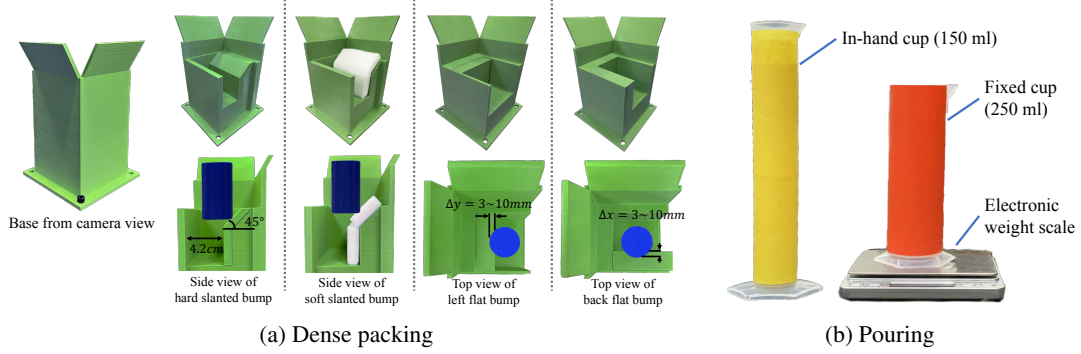 Base from camera view
45°
4.2cm
Side view of
hard slanted bump
Side view of
soft slanted bump
Δy = 3~10mm
Top view of
left flat bump
Δx = 3~10mm
Top view of
back flat bump
(a) Dense packing
In-hand cup (150 ml)
Fixed cup
(250 ml)
Electronic
weight scale
(b) Pouring